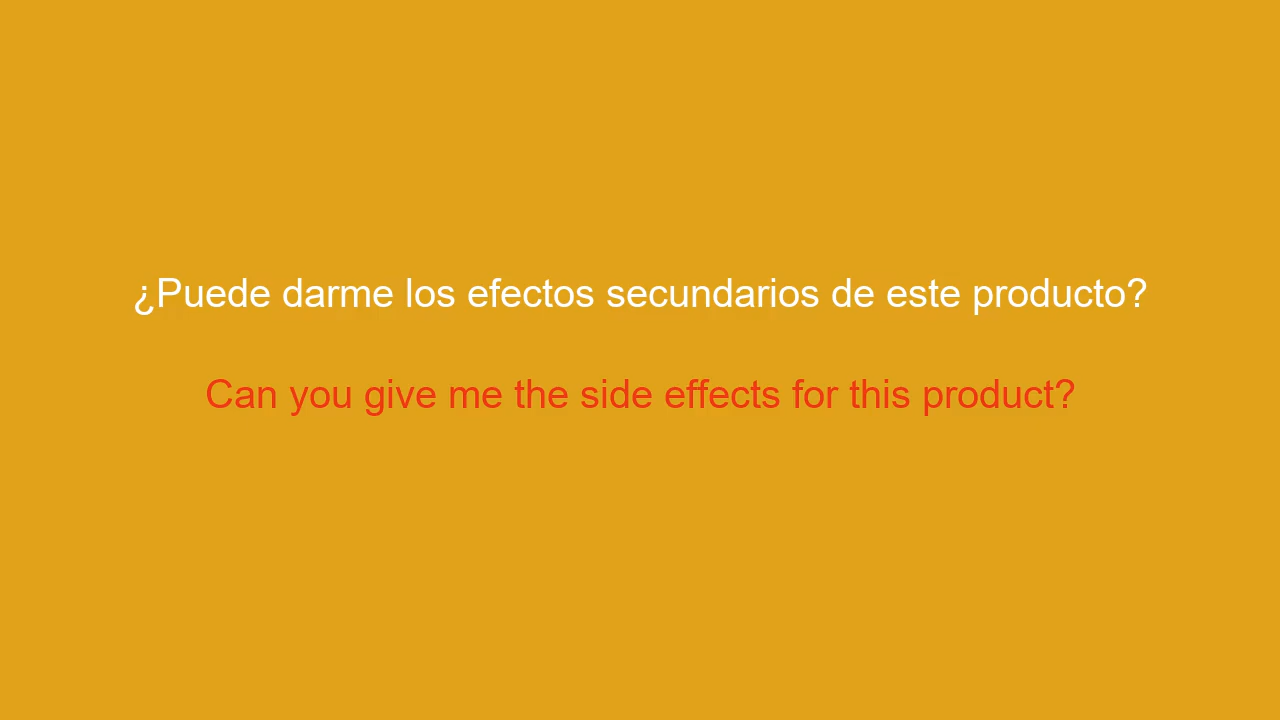 ¿Puede darme los efectos secundarios de este producto?
Can you give me the side effects for this product?